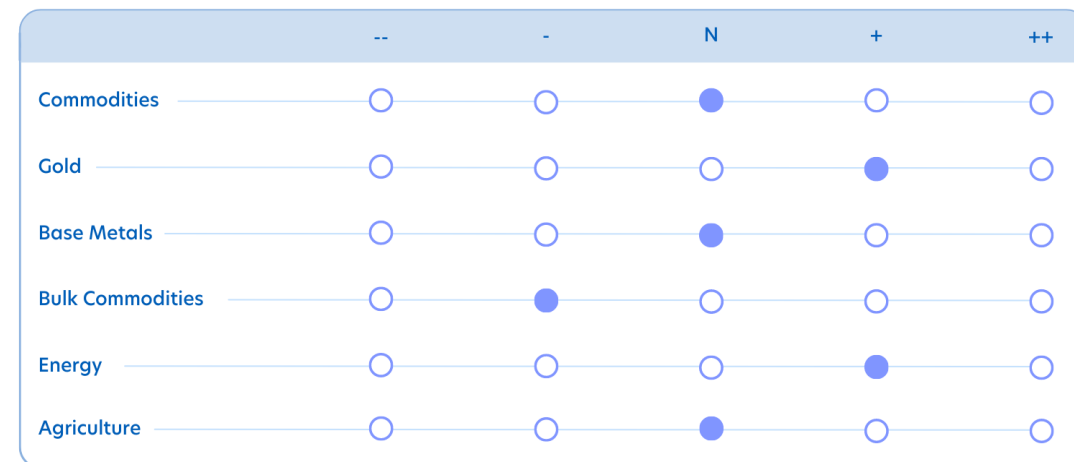 -- - N + ++
Commodities
Gold
Base Metals
Bulk Commodities
Energy
Agriculture